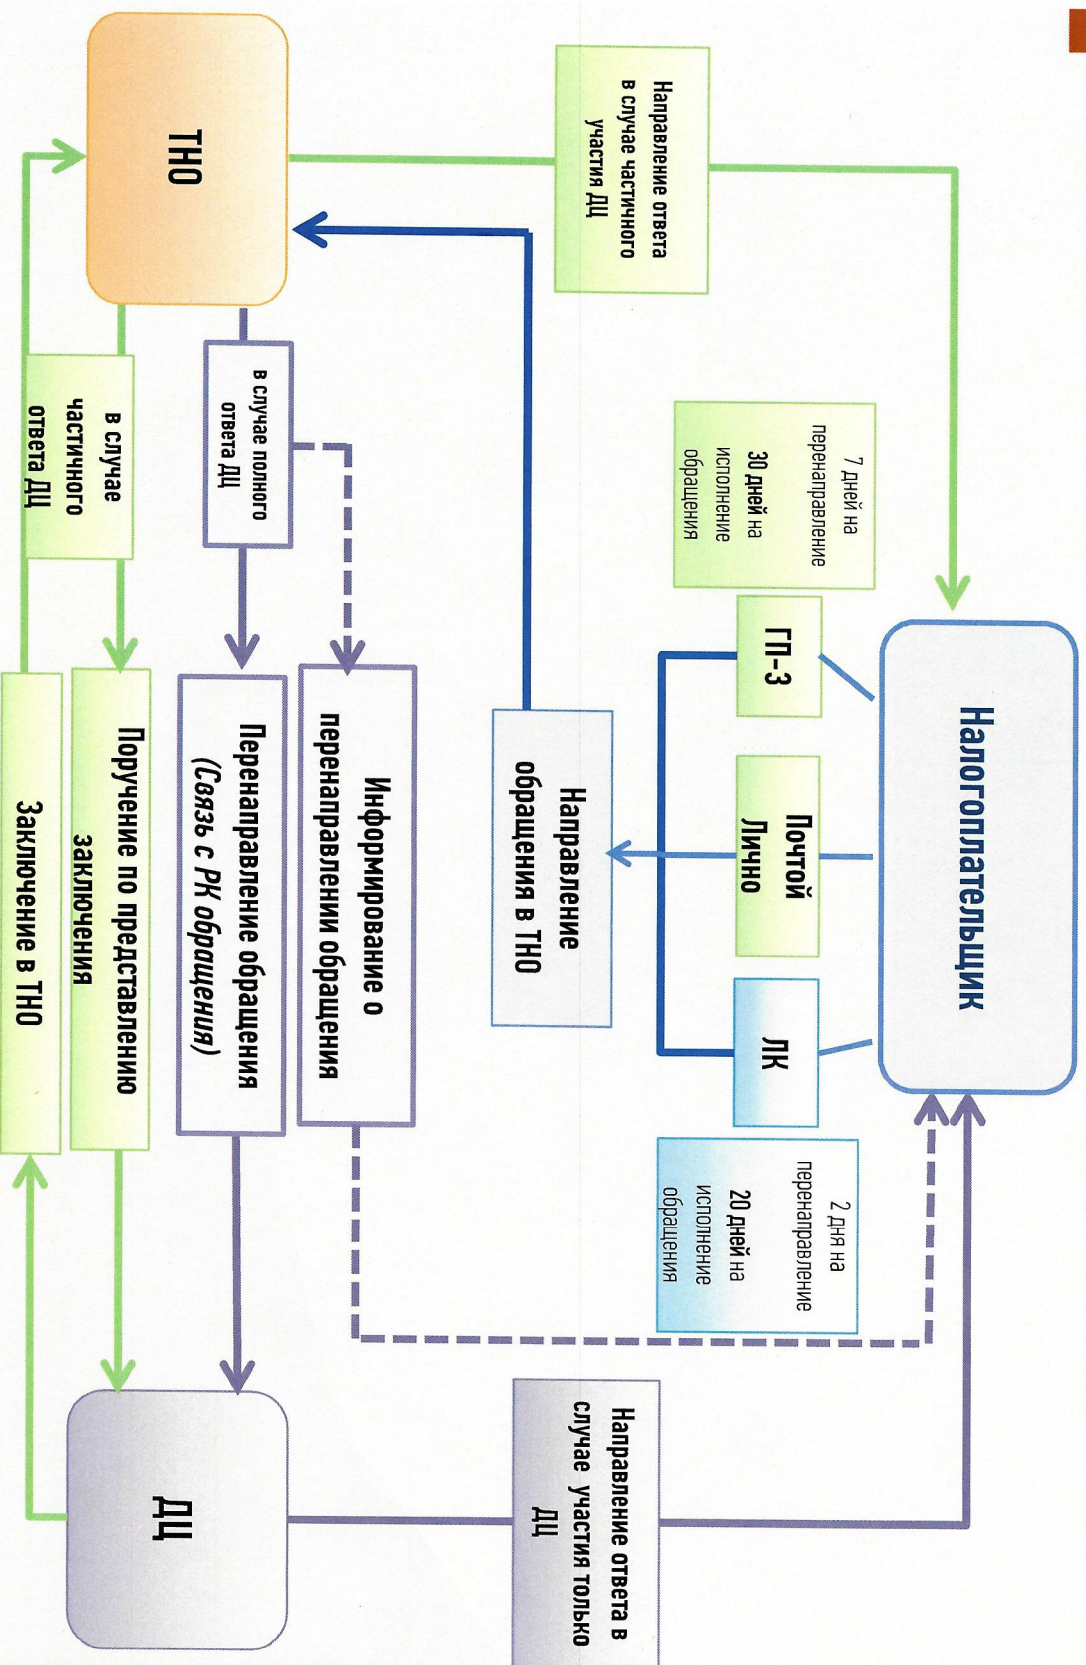 Налогоплательщик
ГП-3
Почтой
Лично
ЛК
7 дней на
перенаправление
30 дней на
исполнение
обращения
2 дня на
перенаправление
20 дней на
исполнение
обращения
Направление ответа
в случае частичного
участия ДЦ
Направление
обращения в ТНО
Направление ответа в
случае участия только
ДЦ
ТНО
в случае полного
ответа ДЦ
Информирование о
перенаправлении обращения
Перенаправление обращения
(Связь с РК обращения)
в случае
частичного
ответа ДЦ
Поручение по представлению
заключения
Заключение в ТНО
ДЦ